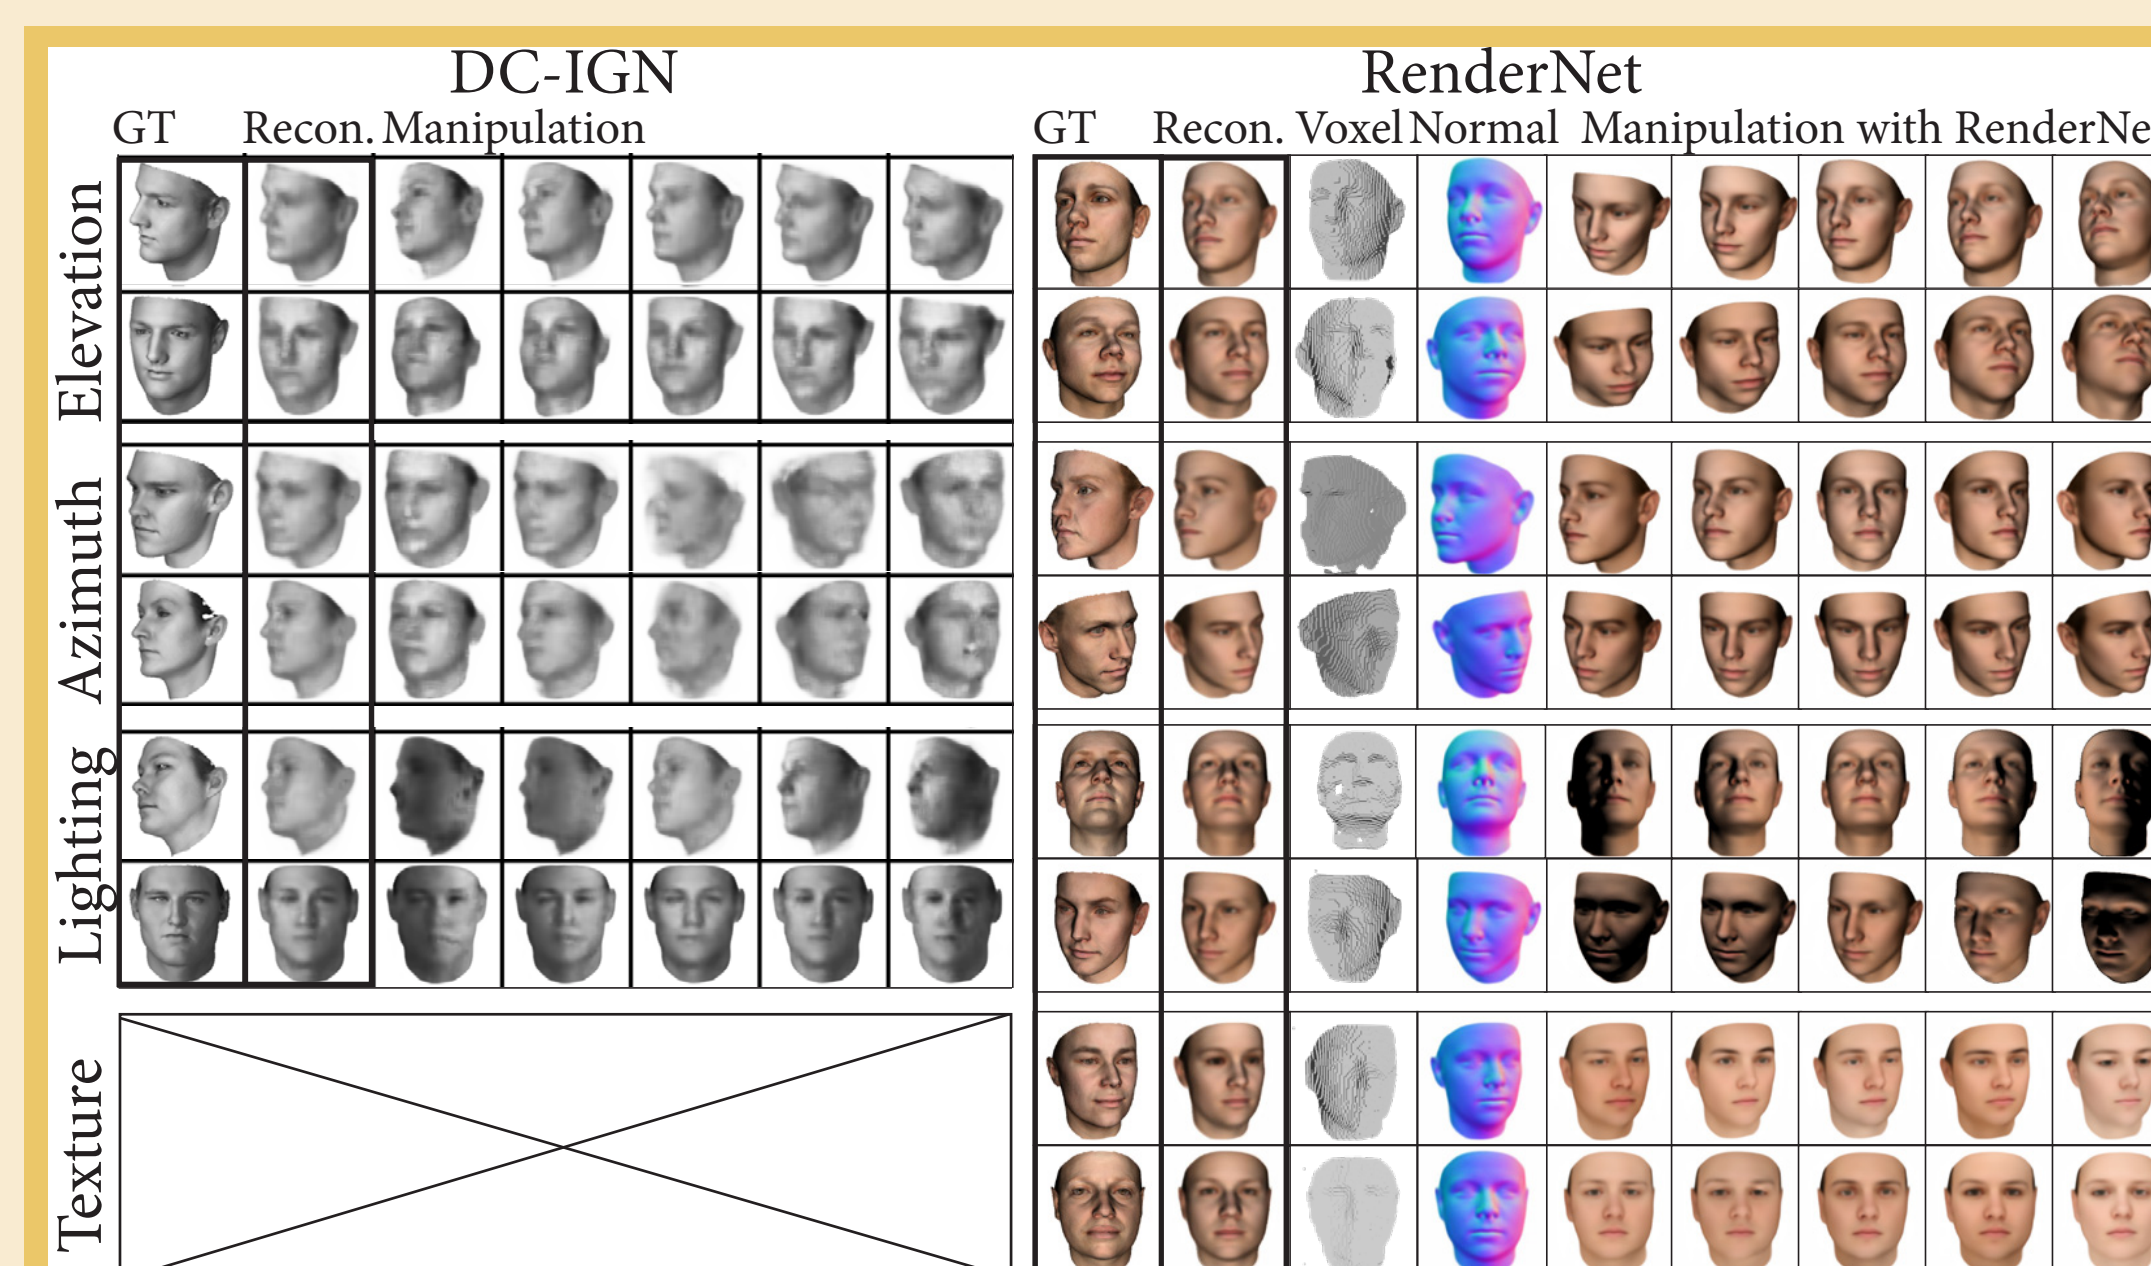 DC-IGN
RenderNet
GT Recon. Manipulation
GT Recon. Voxel Normal Manipulation with RenderNe
Elevation
Azimuth
Lighting
Texture